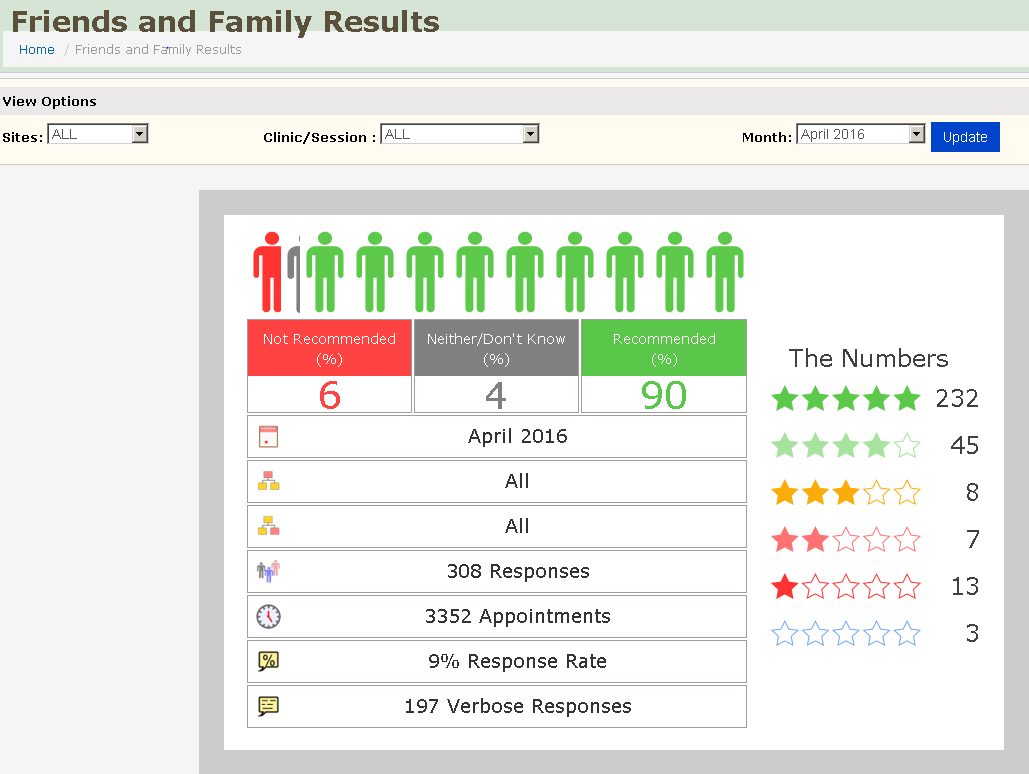 Friends and Family Results
Home / Friends and Family Results
View Options
Sites: ALL Clinic/Session : ALL Month: April 2016 Update
Not Recommended (%)
6
Neither/Don't Know (%)
4
Recommended (%)
90
April 2016
All
All
308 Responses
3352 Appointments
%
9% Response Rate
197 Verbose Responses
The Numbers
232
45
8
7
13
3